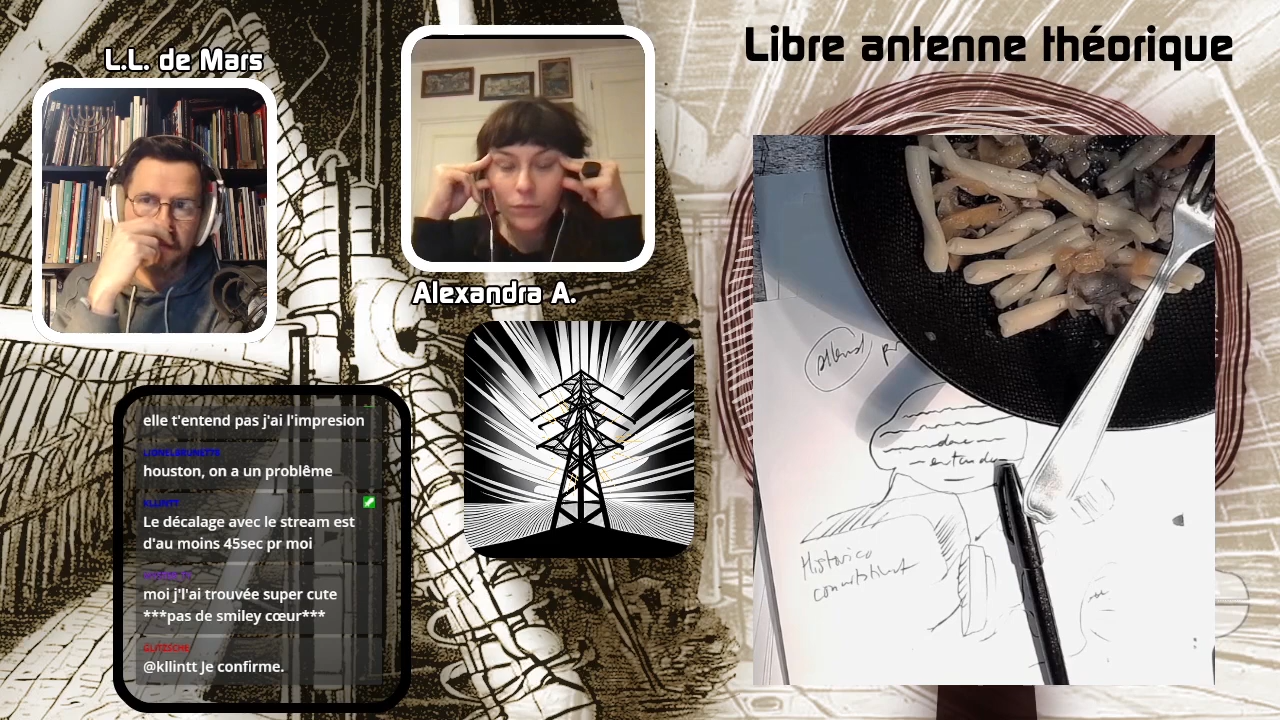 L.L. de Mars
Libre antenne théorique
Alexandra A.
elle t'entend pas j'ai l'impresion
houston, on a un problême
KLLINTT
Le décalage avec le stream est
d'au moins 45sec pr moi
moi j'l'ai trouvée super cute
***pas de smiley cœur***
GLITZSCHE
@kllintt Je confirme.
Historico